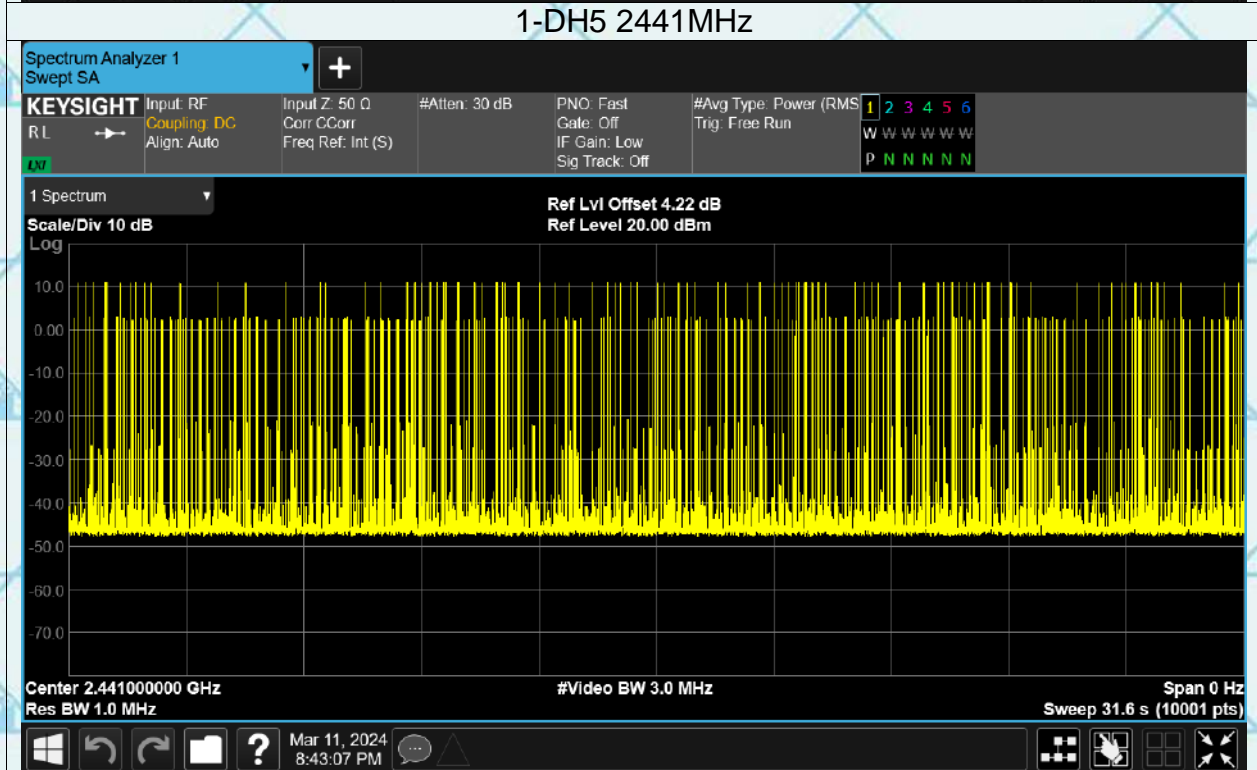 1-DH5 2441MHz
Spectrum Analyzer 1
Swept SA
KEYSIGHT
RL
LXI
Input: RF
Coupling: DC
Align: Auto
Input Z: 50 Ω
Corr CCorr
Freq Ref: Int (S)
#Atten: 30 dB
PNO: Fast
Gate: Off
IF Gain: Low
Sig Track: Off
#Avg Type: Power (RMS
Trig: Free Run
1 2 3 4 5 6
W W W W W W
P N N N N N
1 Spectrum
Scale/Div 10 dB
Log
Ref Lvl Offset 4.22 dB
Ref Level 20.00 dBm
10.0
0.00
-10.0
-20.0
-30.0
-40.0
-50.0
-60.0
-70.0
Center 2.441000000 GHz
Res BW 1.0 MHz
#Video BW 3.0 MHz
Span 0 Hz
Sweep 31.6 s (10001 pts)
?
Mar 11, 2024
8:43:07 PM